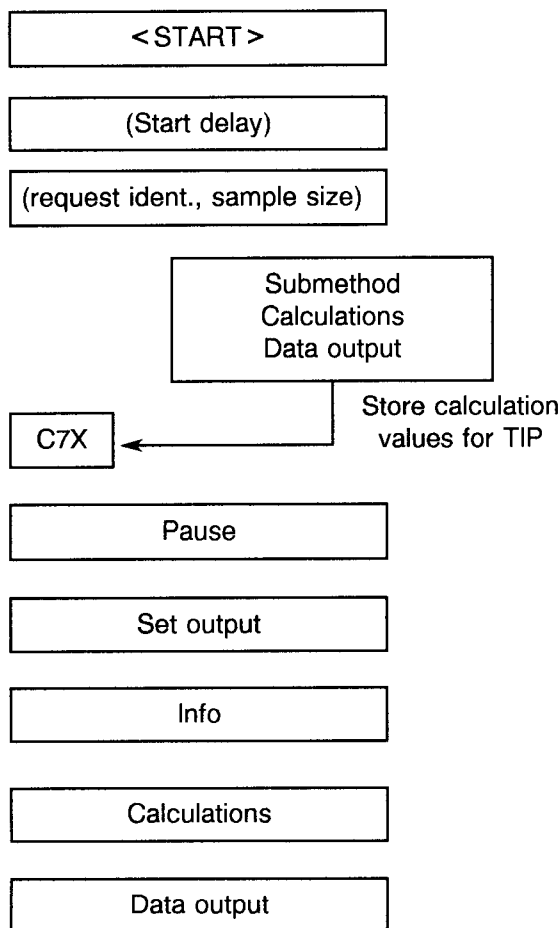 <START>
(Start delay)
(request ident., sample size)
Submethod
Calculations
Data output
Store calculation
values for TIP
C7X
Pause
Set output
Info
Calculations
Data output